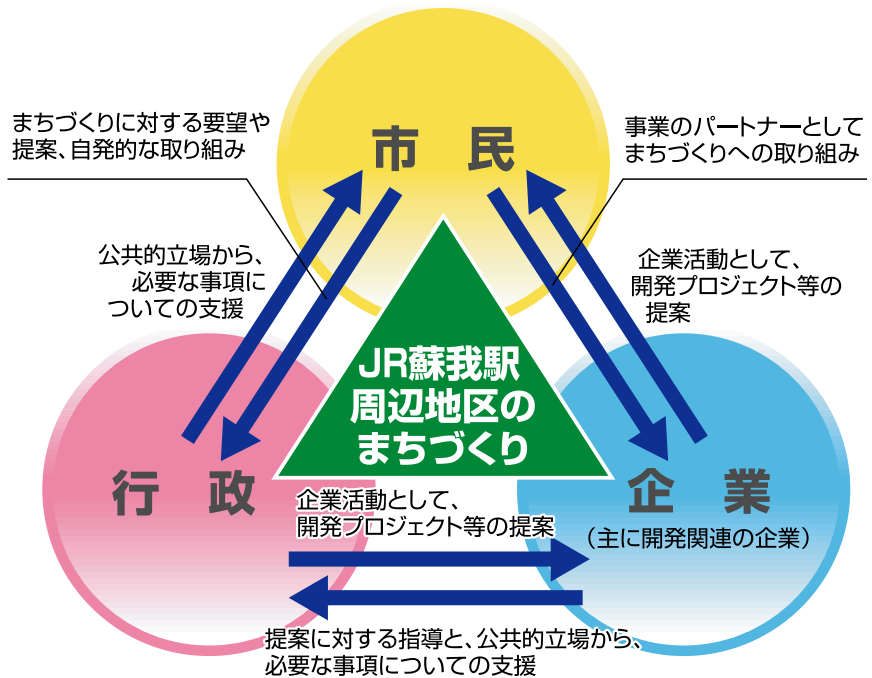 市 民
まちづくりに対する要望や
提案、自発的な取り組み
事業のパートナーとして
まちづくりへの取り組み
公共的立場から、
必要な事項に
ついての支援
企業活動として、
開発プロジェクト等の
提案
JR蘇我駅
周辺地区の
まちづくり
行 政
企 業
（主に開発関連の企業）
企業活動として、
開発プロジェクト等の提案
提案に対する指導と、公共的立場から、
必要な事項についての支援